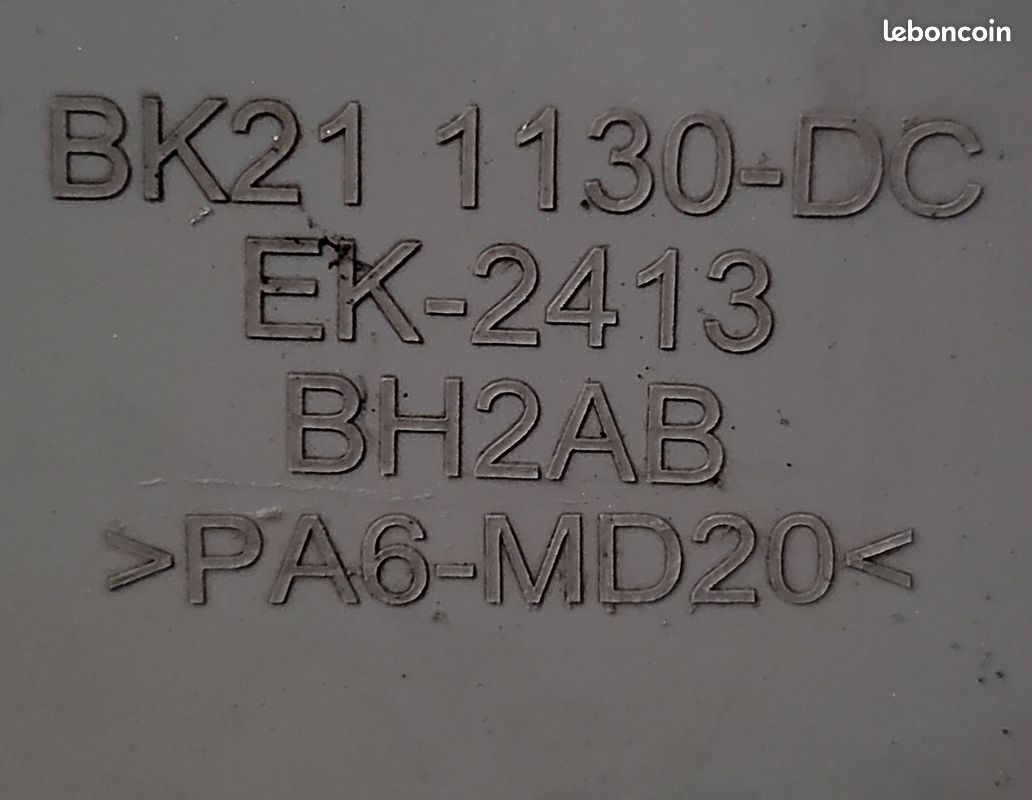 leboncoin
BK21 1130-DC
EK-2413
BH2AB
>PA6-MD20<